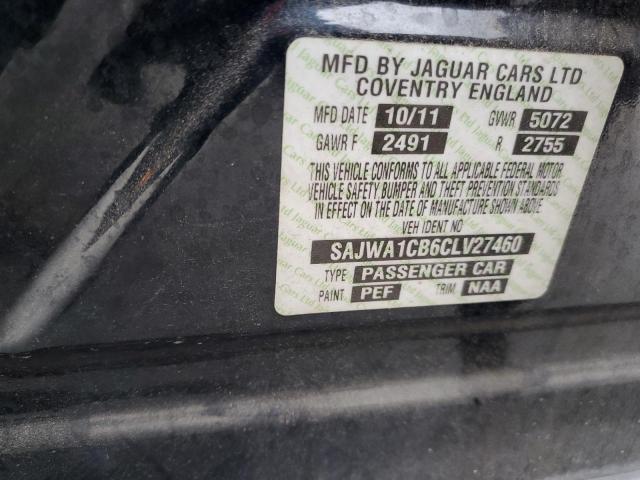 MFD BY JAGUAR CARS LTD
COVENTRY ENGLAND
MFD DATE 10/11 GVWR 5072
GAWR F 2491 R. 2755
THIS VEHICLE CONFORMS TO ALL APPLICABLE FEDERAL MOTOR
VEHICLE SAFETY BUMPER AND THEFT PREVENTION STANDARDS
IN EFFECT ON THE DATE OF MANUFACTURE SHOWN ABOVE
VEH IDENT NO
SAJWA1CB6CLV27460
TYPE PASSENGER CAR
PAINT PEF TRIM NAA